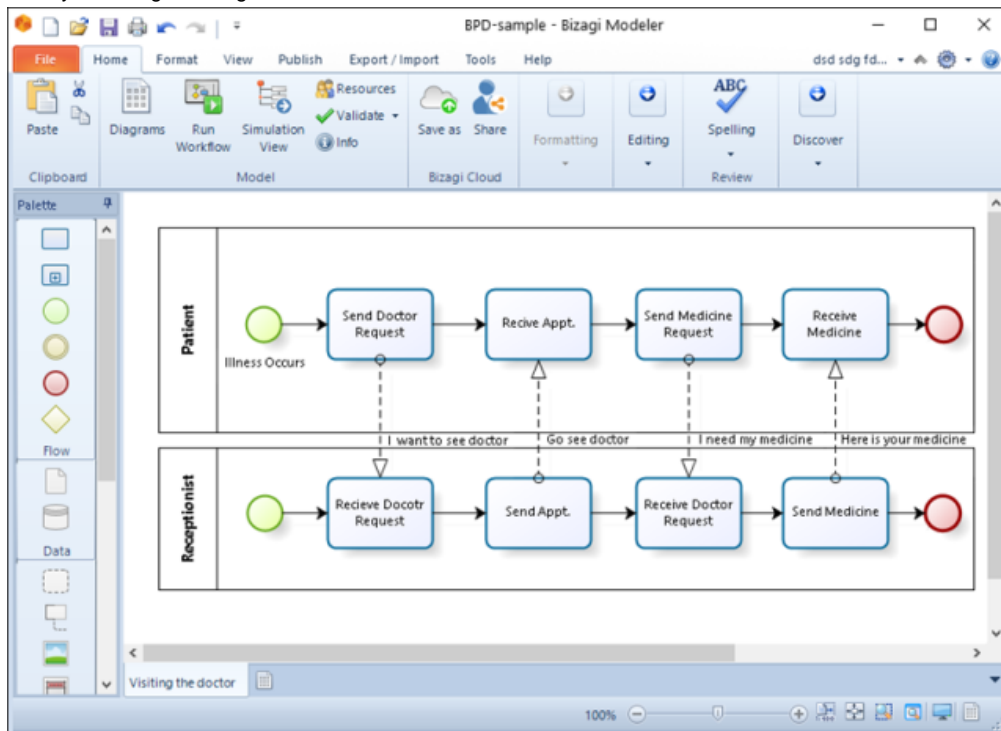 BPD-sample - Bizagi Modeler
File Home Format View Publish Export / Import Tools Help dsd sdg fd...
Paste
Clipboard
Diagrams
Run
Workflow
Simulation
View
Resources
Validate
Info
Model
Save as Share
Bizagi Cloud
Formatting
Editing
ABC
Spelling
Review
Discover
Palette
Flow
Data
Patient
Illness Occurs
Send Doctor
Request
Recive Appt.
Send Medicine
Request
Receive
Medicine
I want to see doctor
Go see doctor
I need my medicine
Here is your medicine
Receptionist
Recieve Docotr
Request
Send Appt.
Receive Doctor
Request
Send Medicine
Visiting the doctor
100%